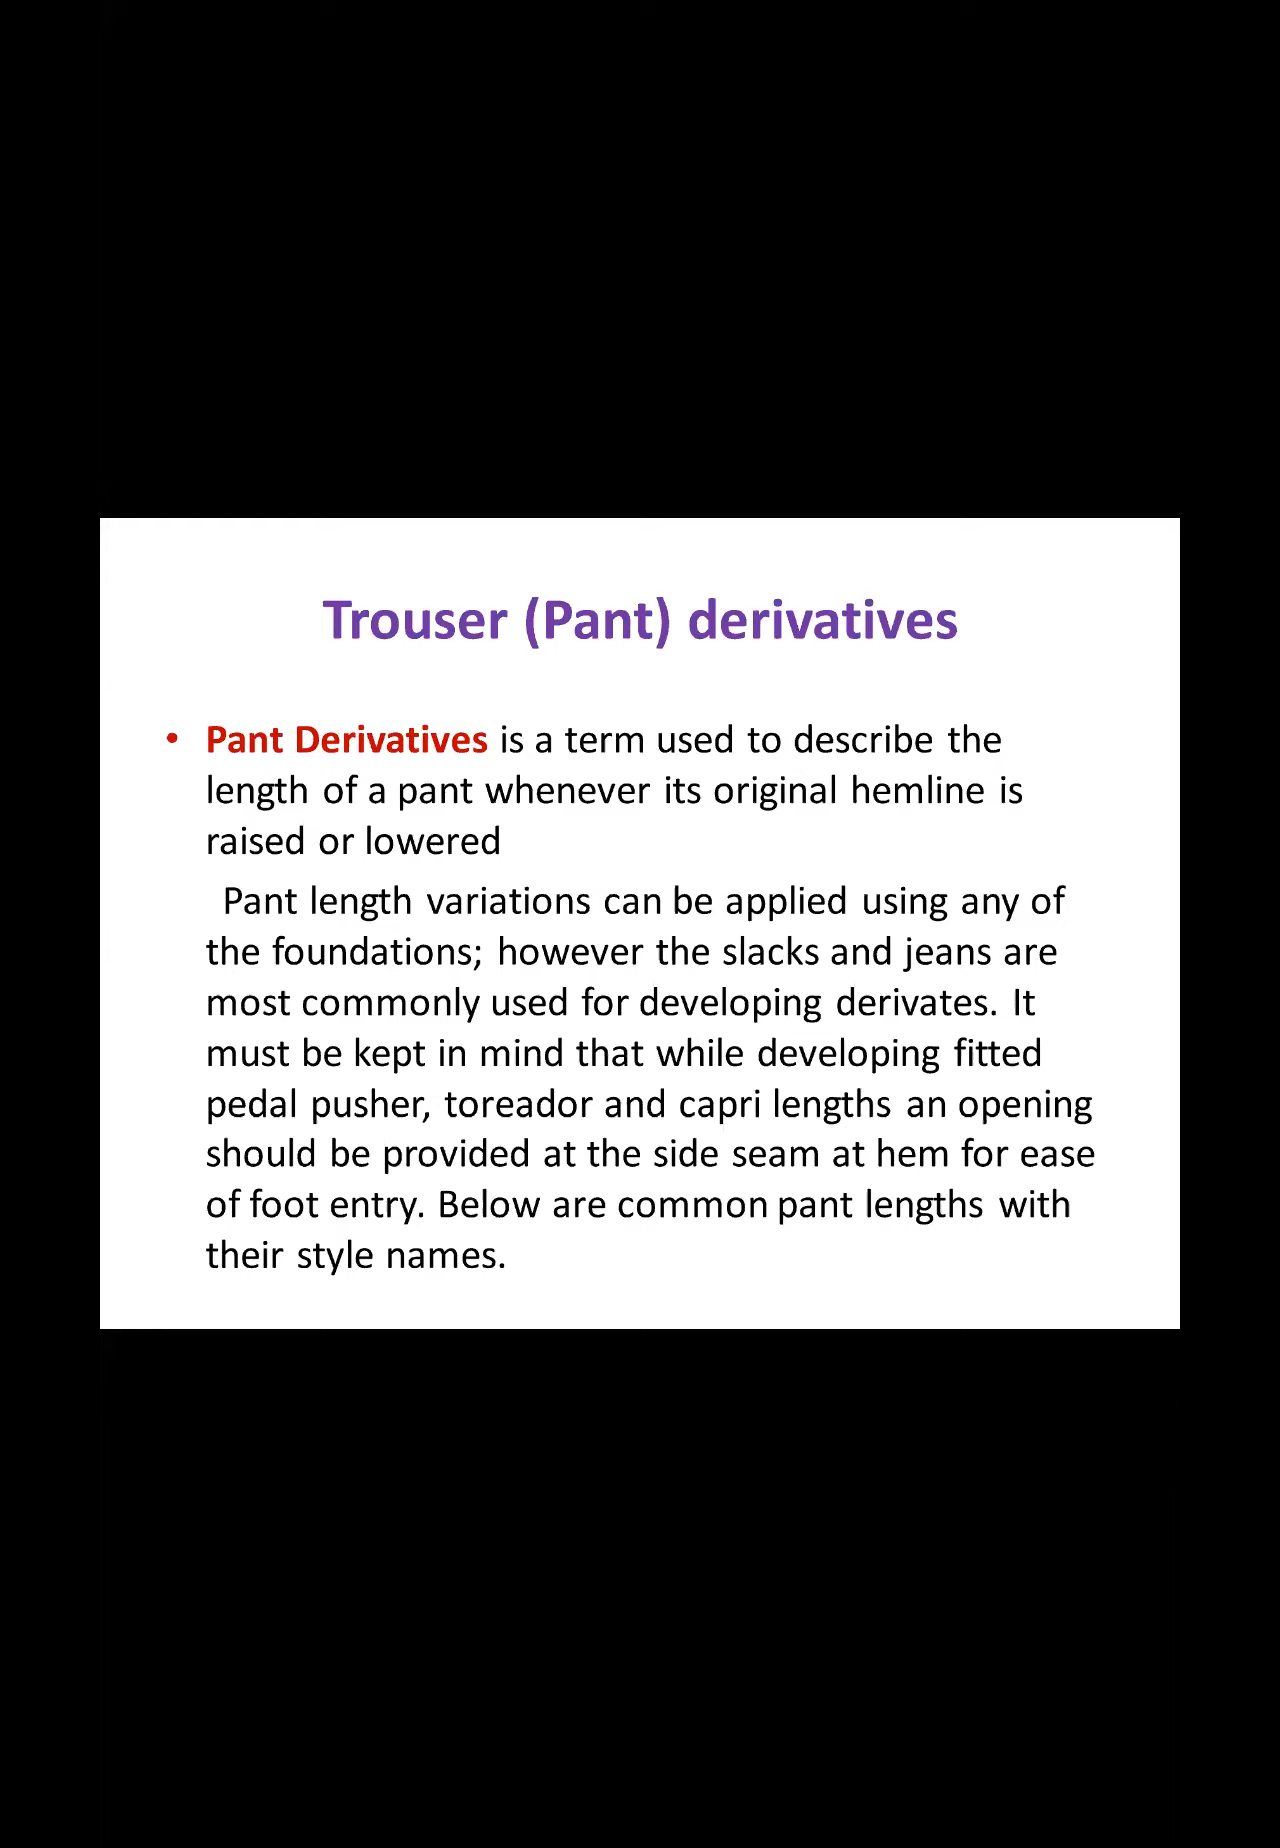 Trouser (Pant) derivatives
• Pant Derivatives is a term used to describe the
length of a pant whenever its original hemline is
raised or lowered
Pant length variations can be applied using any of
the foundations; however the slacks and jeans are
most commonly used for developing derivates. It
must be kept in mind that while developing fitted
pedal pusher, toreador and capri lengths an opening
should be provided at the side seam at hem for ease
of foot entry. Below are common pant lengths with
their style names.